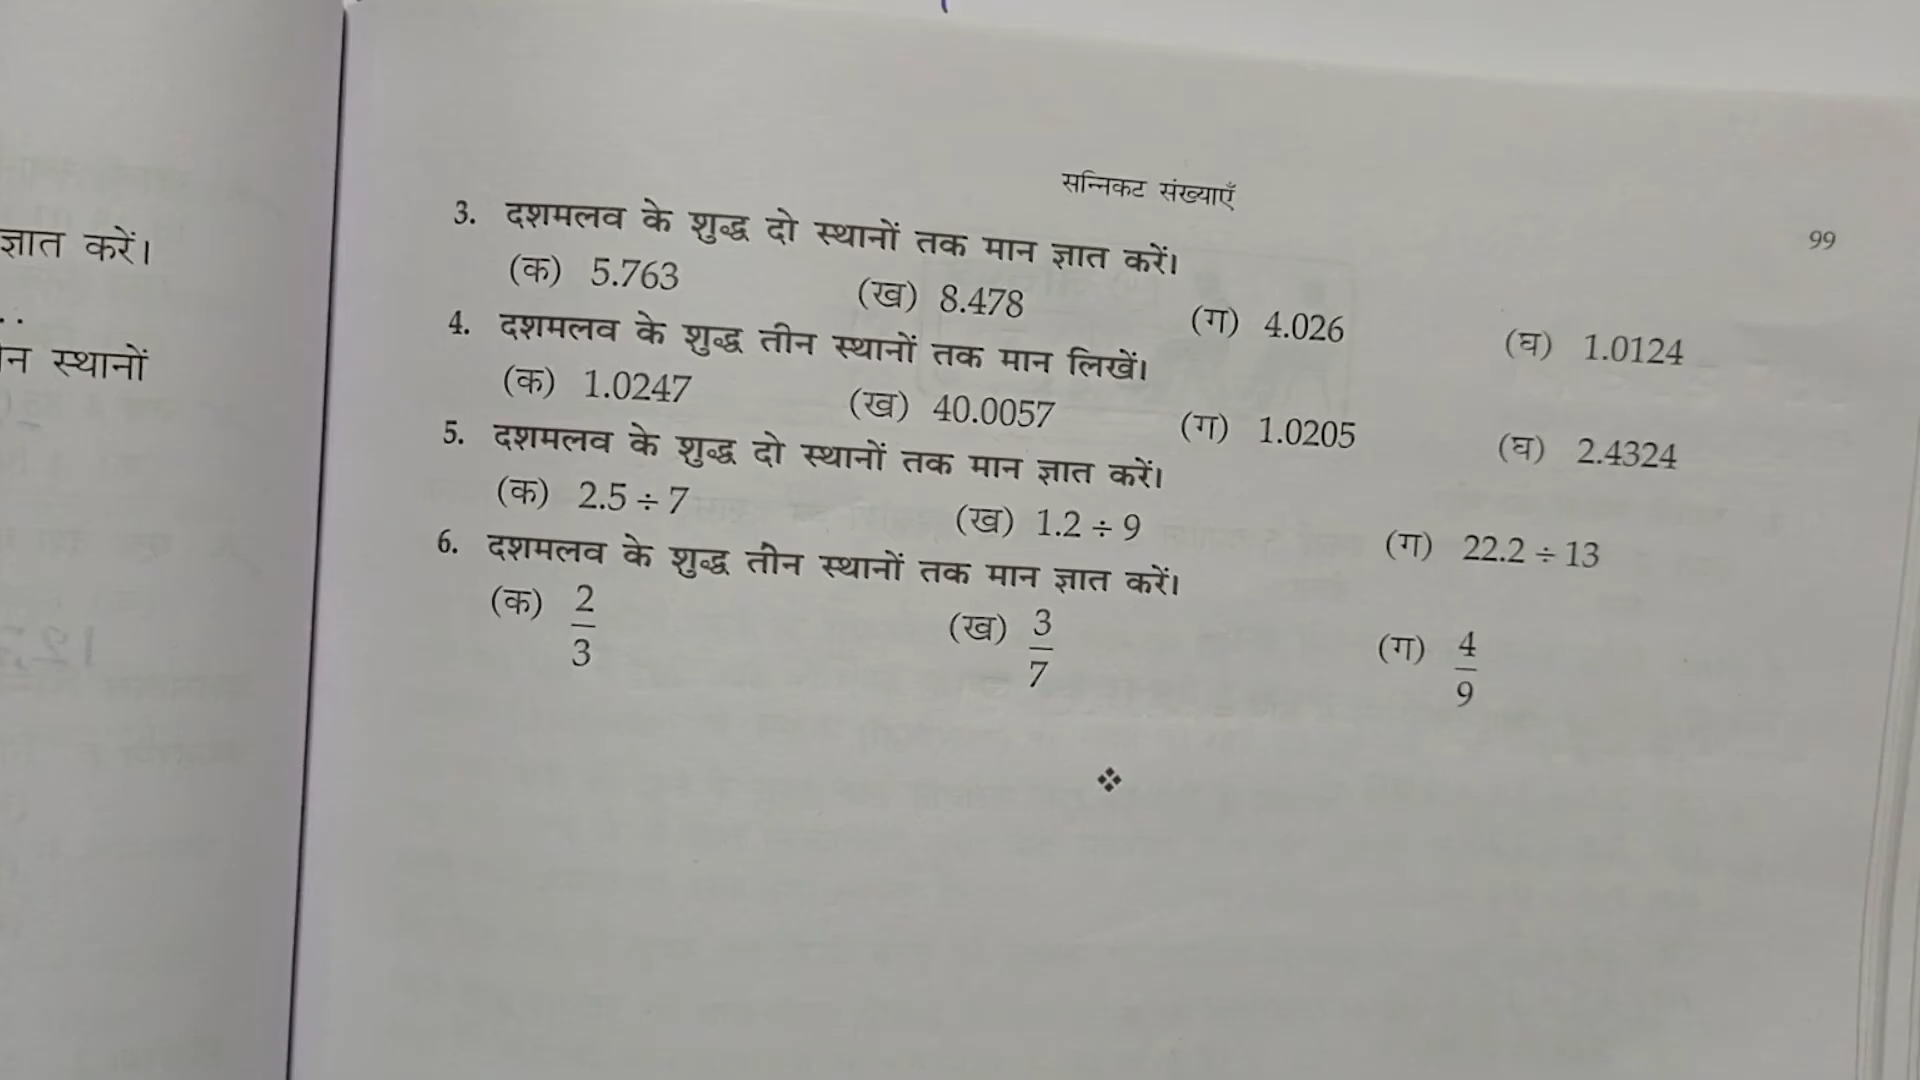 ज्ञात करें।
न स्थानों
सन्निकट संख्याएँ
99
3. दशमलव के शुद्ध दो स्थानों तक मान ज्ञात करें।
(क) 5.763 (ख) 8.478 (ग) 4.026 (घ) 1.0124
4. दशमलव के शुद्ध तीन स्थानों तक मान लिखें।
(क) 1.0247 (ख) 40.0057 (ग) 1.0205 (घ) 2.4324
5. दशमलव के शुद्ध दो स्थानों तक मान ज्ञात करें।
(क) 2.5 ÷ 7 (ख) 1.2 ÷ 9 (ग) 22.2 ÷ 13
6. दशमलव के शुद्ध तीन स्थानों तक मान ज्ञात करें।
(क) 2/3 (ख) 3/7 (ग) 4/9